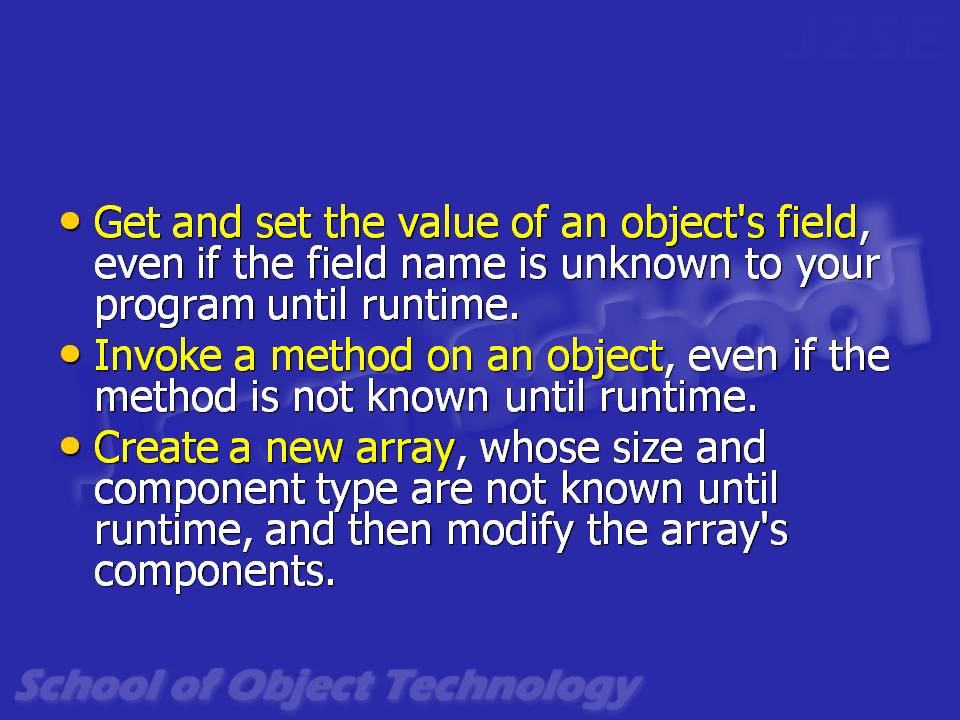 J2SE
• Get and set the value of an object's field,
even if the field name is unknown to your
program until runtime.
• Invoke a method on an object, even if the
method is not known until runtime.
• Create a new array, whose size and
component type are not known until
runtime, and then modify the array's
components.
School
School of Object Technology